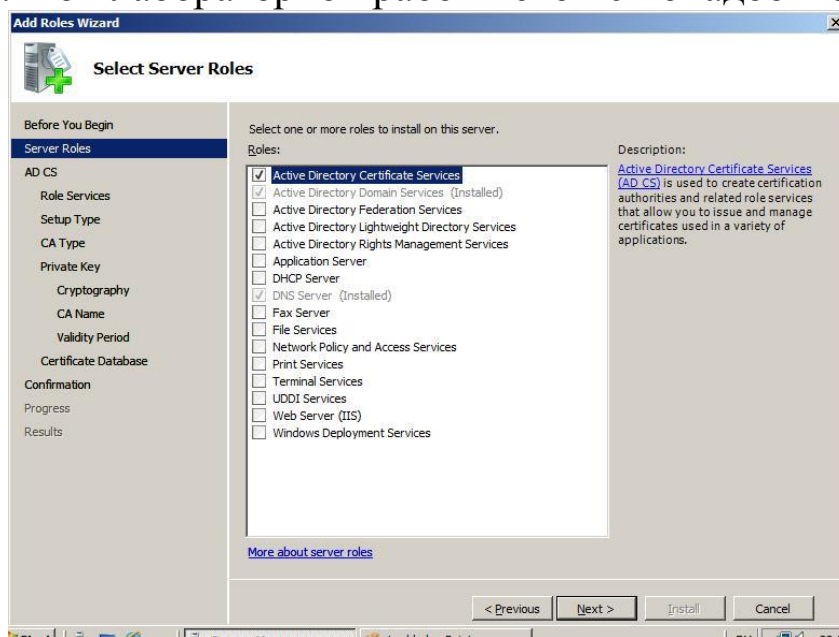 Add Roles Wizard
Select Server Roles
Before You Begin
Server Roles
AD CS
Role Services
Setup Type
CA Type
Private Key
Cryptography
CA Name
Validity Period
Certificate Database
Confirmation
Progress
Results
Select one or more roles to install on this server.
Roles:
Active Directory Certificate Services
Active Directory Domain Services (Installed)
Active Directory Federation Services
Active Directory Lightweight Directory Services
Active Directory Rights Management Services
Application Server
DHCP Server
DNS Server (Installed)
Fax Server
File Services
Network Policy and Access Services
Print Services
Terminal Services
UDDI Services
Web Server (IIS)
Windows Deployment Services
More about server roles
Description:
Active Directory Certificate Services
(AD CS) is used to create certification
authorities and related role services
that allow you to issue and manage
certificates used in a variety of
applications.
< Previous
Next >
Install
Cancel